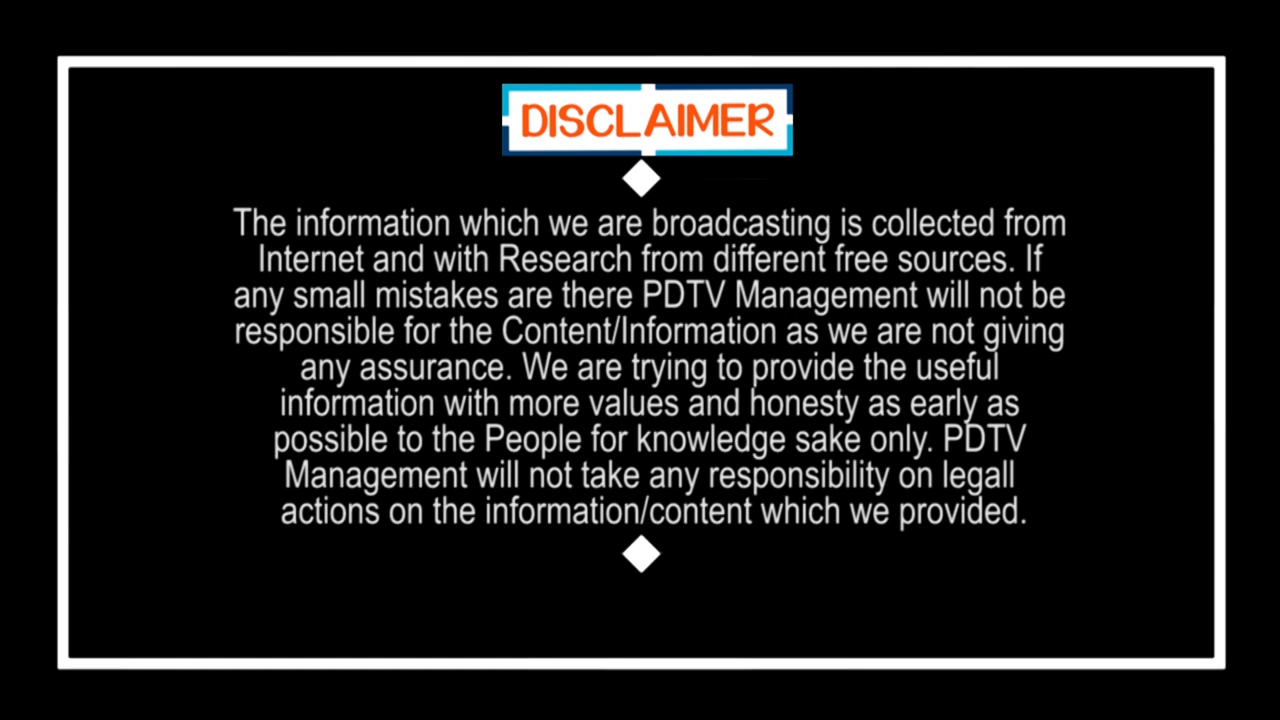 DISCLAIMER
The information which we are broadcasting is collected from
Internet and with Research from different free sources. If
any small mistakes are there PDTV Management will not be
responsible for the Content/Information as we are not giving
any assurance. We are trying to provide the useful
information with more values and honesty as early as
possible to the People for knowledge sake only. PDTV
Management will not take any responsibility on legall
actions on the information/content which we provided.